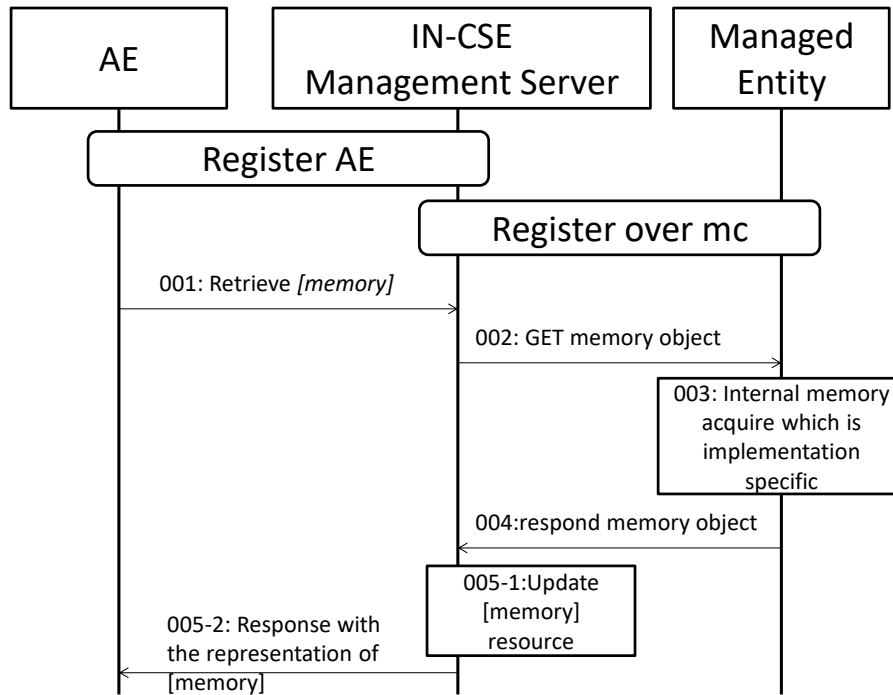 AE
IN-CSE
Management Server
Managed
Entity
Register AE
Register over mc
001: Retrieve [memory]
002: GET memory object
003: Internal memory
acquire which is
implementation
specific
004:respond memory object
005-1:Update
[memory]
resource
005-2: Response with
the representation of
[memory]